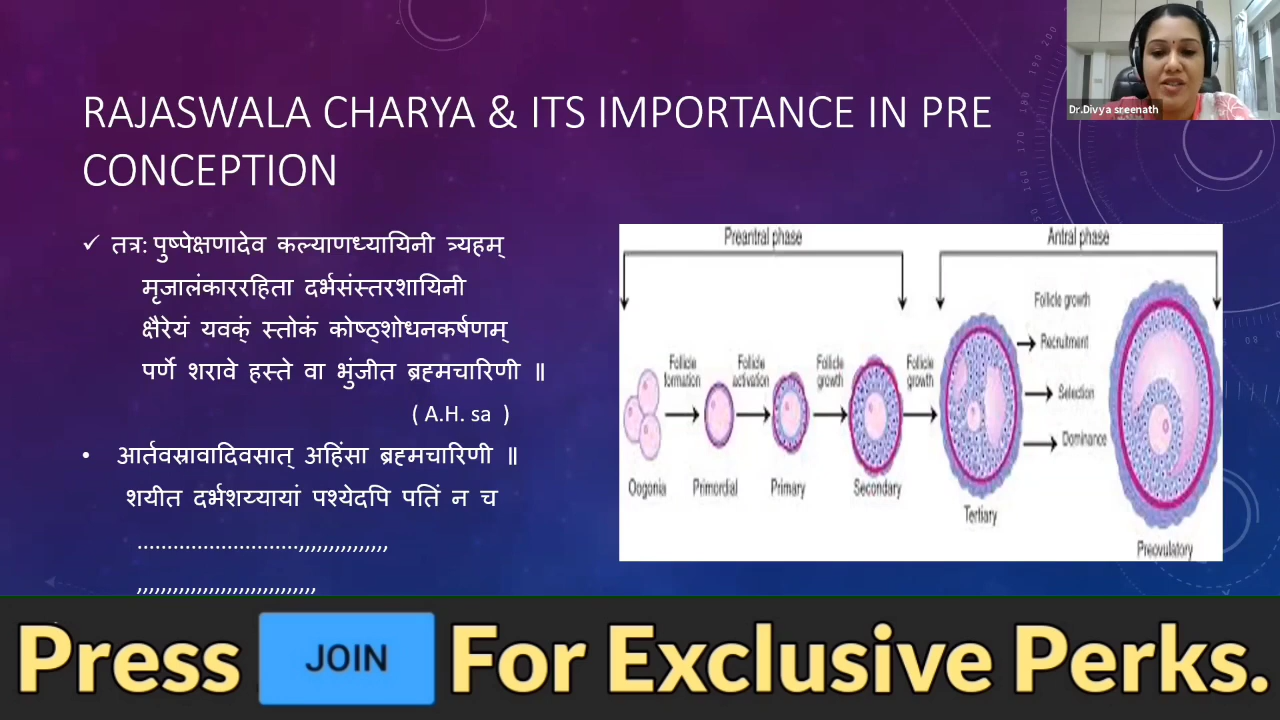 RAJASWALA CHARYA & ITS IMPORTANCE IN PRE
CONCEPTION
Dr.Divya sreenath
✓ तत्र: पुष्पेक्षणादेव कल्याणध्यायिनी त्र्यहम्
मृजालंकाररहिता दर्भसंस्तरशायिनी
क्षैरेयं यवक्ं स्तोकं कोष्ठ्शोधनकर्षणम्
पर्णे शरावे हस्ते वा भुंजीत ब्रह्मचारिणी ॥
( A.H. sa )
• आर्तवस्रावादिवसात् अहिंसा ब्रह्मचारिणी ॥
शयीत दर्भशय्यायां पश्येदपि पतिं न च
...........................,,,,,,,,,,,,,,,
,,,,,,,,,,,,,,,,,,,,,,,,,,,,,,
Preantral phase
Antral phase
Follicle growth
Recruitment
Selection
Dominance
Follicle formation
Follicle activation
Follicle growth
Follicle growth
Oogonia
Primordial
Primary
Secondary
Tertiary
Preovulatory
Press JOIN For Exclusive Perks.